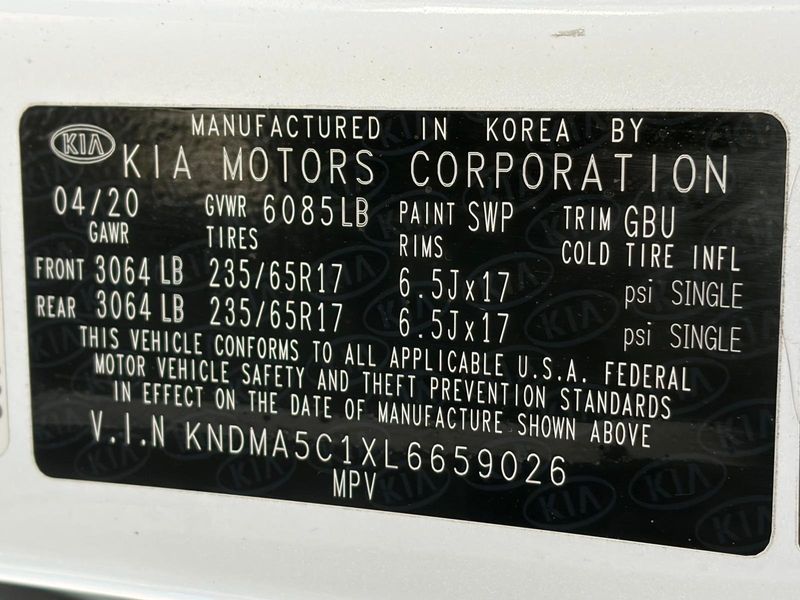 MANUFACTURED IN KOREA BY
KIA KIA MOTORS CORPORATION
04/20 GVWR 6085LB PAINT SWP TRIM GBU
GAWR TIRES RIMS COLD TIRE INFL
FRONT 3064 LB 235/65R17 6.5Jx17 psi SINGLE
REAR 3064 LB 235/65R17 6.5Jx17 psi SINGLE
THIS VEHICLE CONFORMS TO ALL APPLICABLE U.S.A. FEDERAL
MOTOR VEHICLE SAFETY AND THEFT PREVENTION STANDARDS
IN EFFECT ON THE DATE OF MANUFACTURE SHOWN ABOVE
V.I.N KNDMA5C1XL6659026
MPV